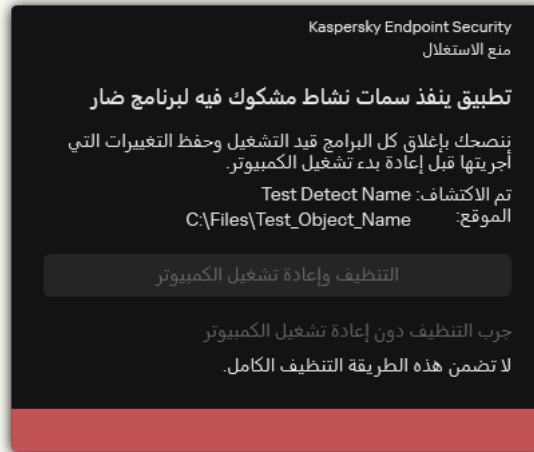 Kaspersky Endpoint Security
منع الاستغلال
تطبيق ينفذ سمات نشاط مشكوك فيه لبرنامج ضار
ننصحك بإغلاق كل البرامج قيد التشغيل وحفظ التغييرات التي
أجريتها قبل إعادة بدء تشغيل الكمبيوتر.
تم الاكتشاف: Test Detect Name
الموقع: C:\Files\Test_Object_Name
التنظيف وإعادة تشغيل الكمبيوتر
جرب التنظيف دون إعادة تشغيل الكمبيوتر
لا تضمن هذه الطريقة التنظيف الكامل.